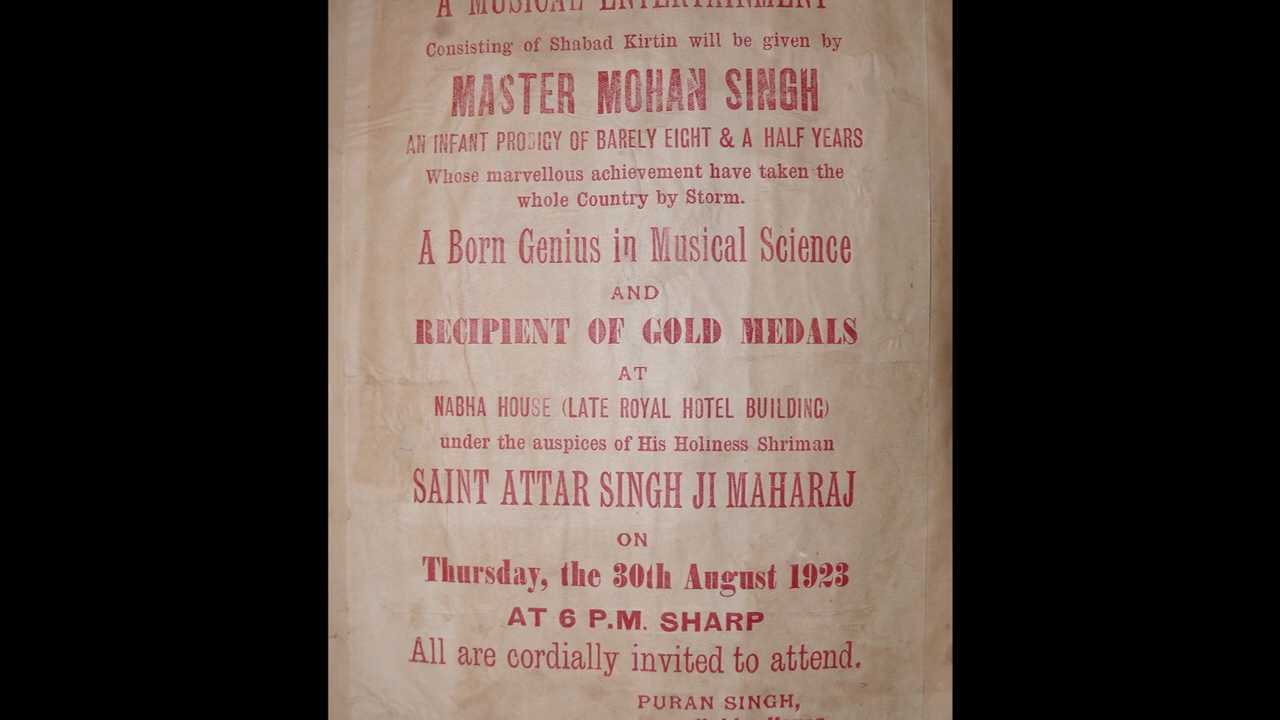 A MUSICAL ENTERTAINMENT
Consisting of Shabad Kirtin will be given by
MASTER MOHAN SINGH
AN INFANT PRODIGY OF BARELY EIGHT & A HALF YEARS
Whose marvellous achievement have taken the
whole Country by Storm.
A Born Genius in Musical Science
AND
RECIPIENT OF GOLD MEDALS
AT
NABHA HOUSE (LATE ROYAL HOTEL BUILDING)
under the auspices of His Holiness Shriman
SAINT ATTAR SINGH JI MAHARAJ
ON
Thursday, the 30th August 1923
AT 6 P.M. SHARP
All are cordially invited to attend.
PURAN SINGH,